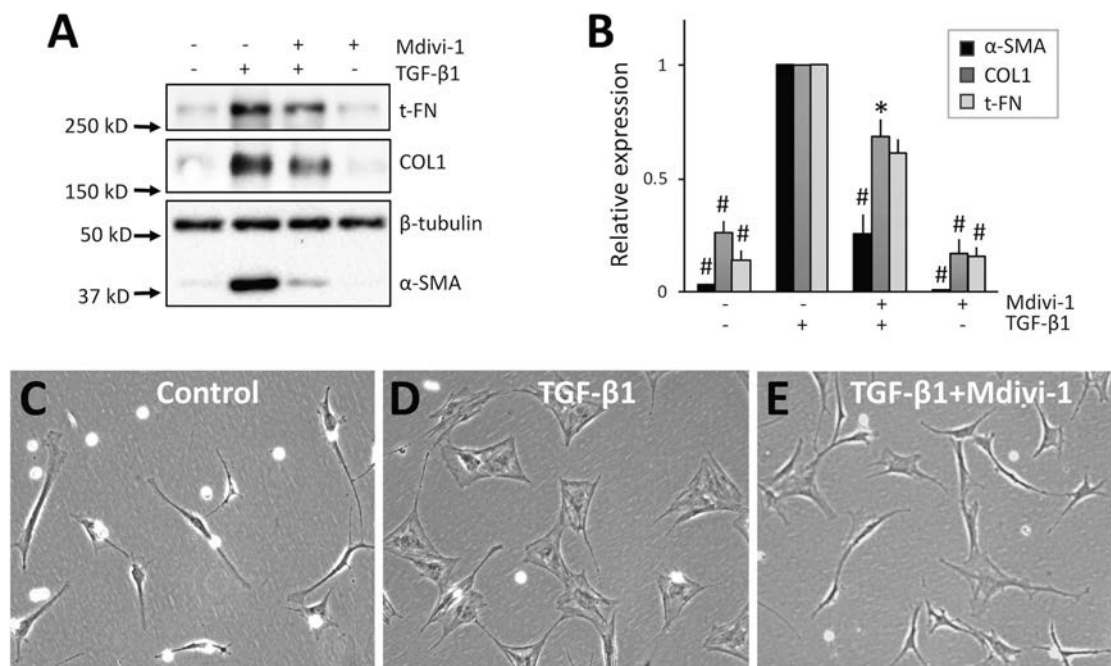 A
- - + + Mdivi-1
- + + - TGF-β1
t-FN
250 kD
COL1
150 kD
β-tubulin
50 kD
α-SMA
37 kD
B
α-SMA
COL1
t-FN
Relative expression
1
0.5
0
# # #
*
#
# # #
- - + + Mdivi-1
- + + - TGF-β1
C Control
D TGF-β1
E TGF-β1+Mdivi-1